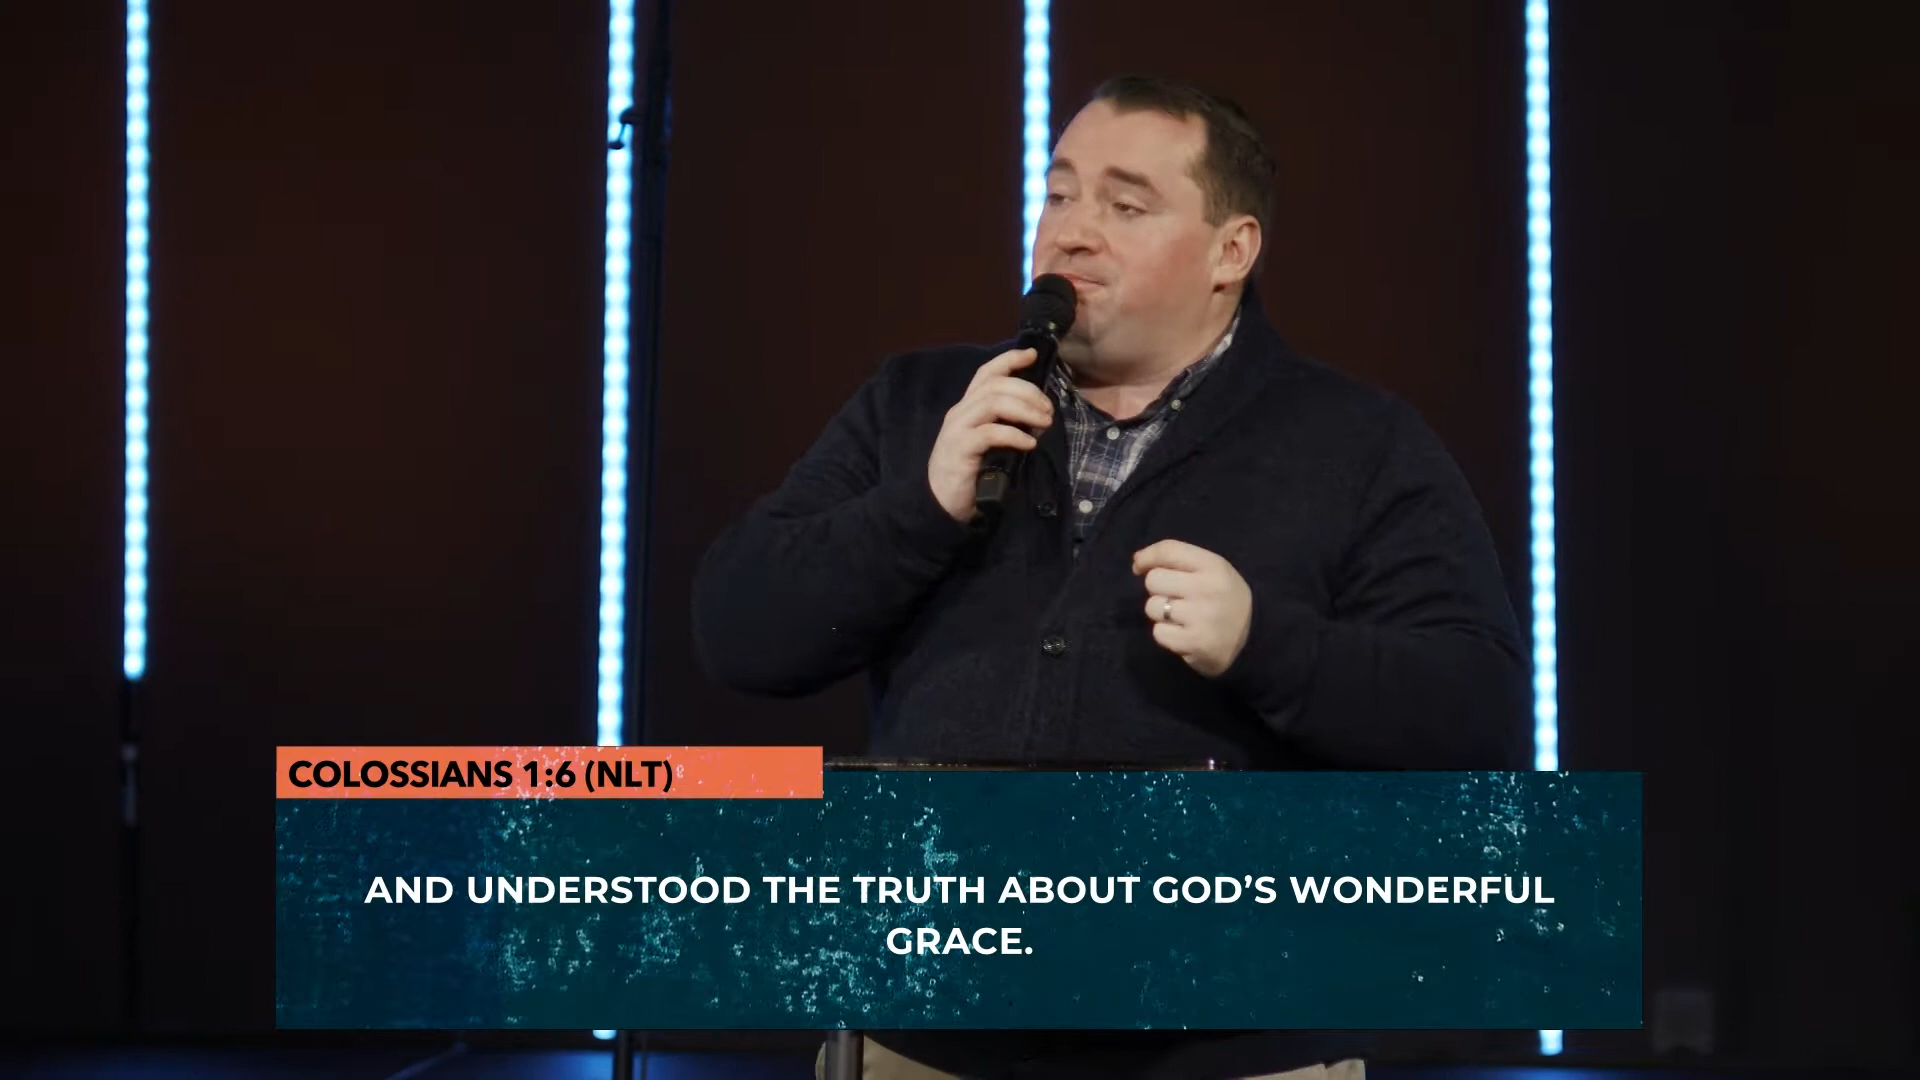 COLOSSIANS 1:6 (NLT)
AND UNDERSTOOD THE TRUTH ABOUT GOD’S WONDERFUL
GRACE.